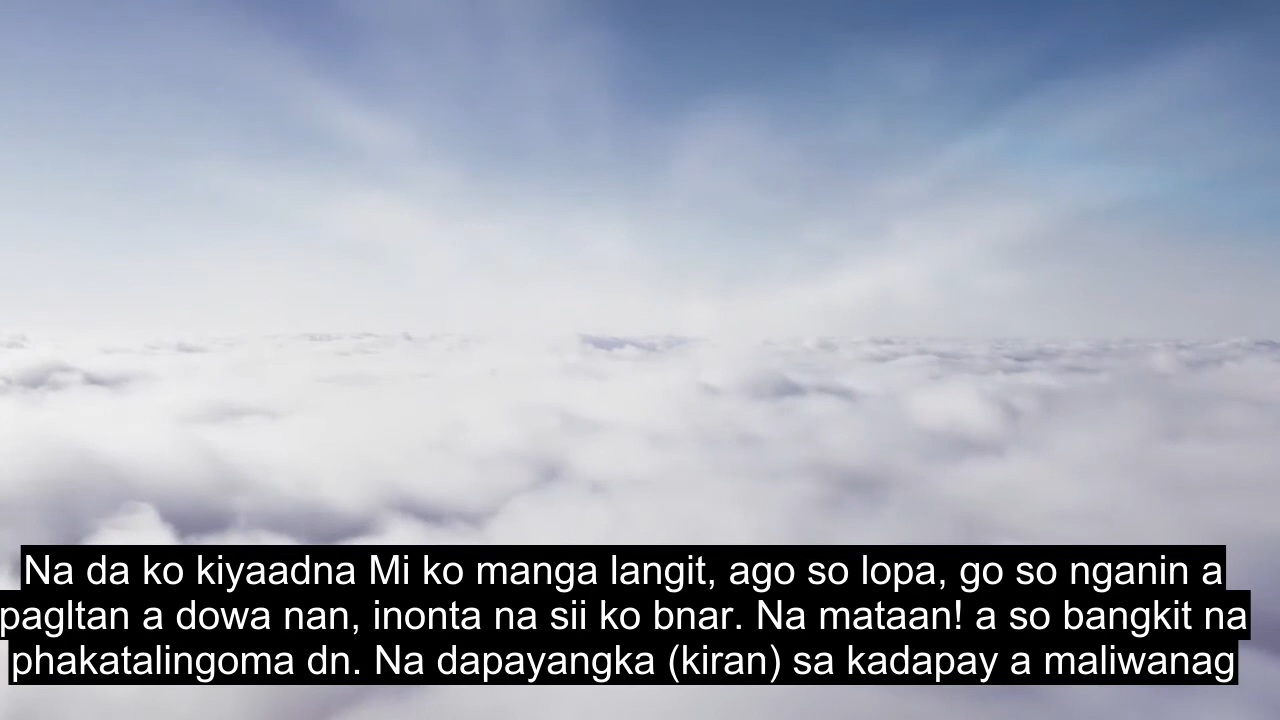 Na da ko kiyaadna Mi ko manga langit, ago so lopa, go so nganin a
pagltan a dowa nan, inonta na sii ko bnar. Na mataan! a so bangkit na
phakatalingoma dn. Na dapayangka (kiran) sa kadapay a maliwanag